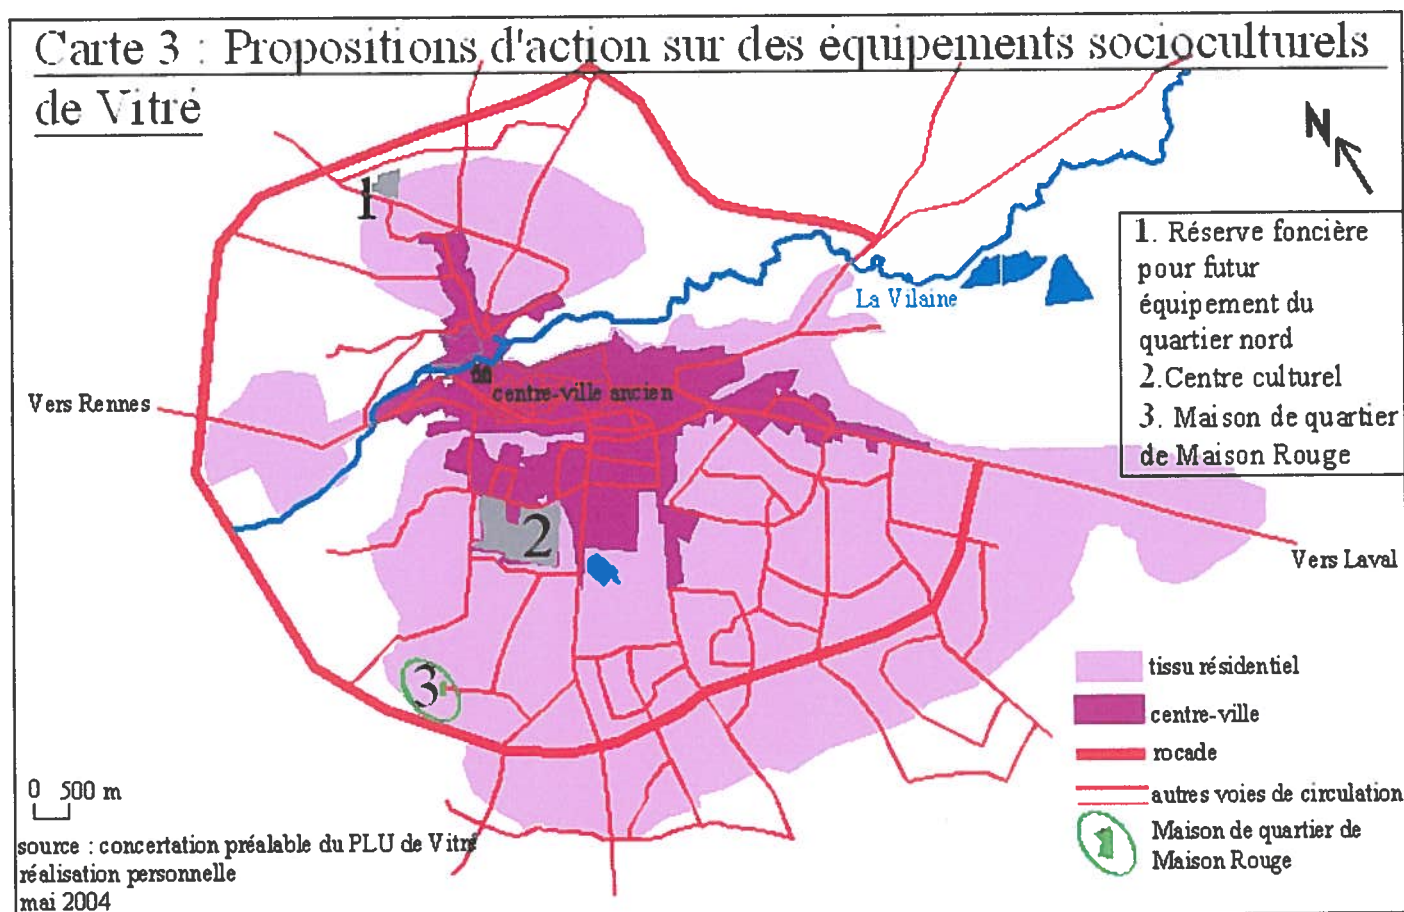 Carte 3 : Propositions d'action sur des équipements socioculturels
de Vitré
N
1
1. Réserve foncière
pour futur
équipement du
quartier nord
2.Centre culturel
3. Maison de quartier
de Maison Rouge
La Vilaine
centre-ville ancien
Vers Rennes
2
Vers Laval
3
tissu résidentiel
centre-ville
rocade
autres voies de circulation
Maison de quartier de
Maison Rouge
0 500 m
source : concertation préalable du PLU de Vitré
réalisation personnelle
mai 2004